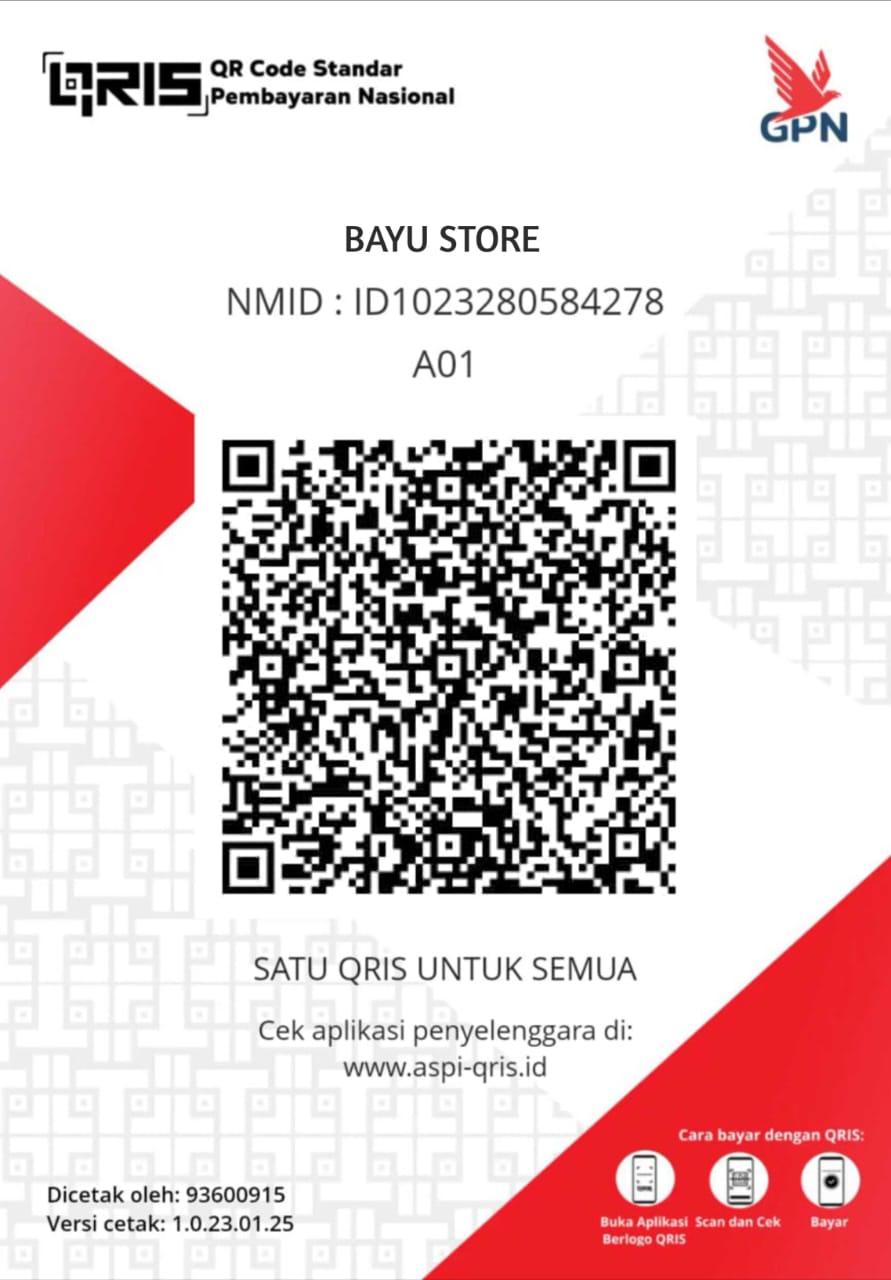 QRIS QR Code Standar
Pembayaran Nasional
GPN
BAYU STORE
NMID : ID1023280584278
A01
SATU QRIS UNTUK SEMUA
Cek aplikasi penyelenggara di:
www.aspi-qris.id
Dicetak oleh: 93600915
Versi cetak: 1.0.23.01.25
Cara bayar dengan QRIS:
Buka Aplikasi
Berlogo QRIS
Scan dan Cek
Bayar